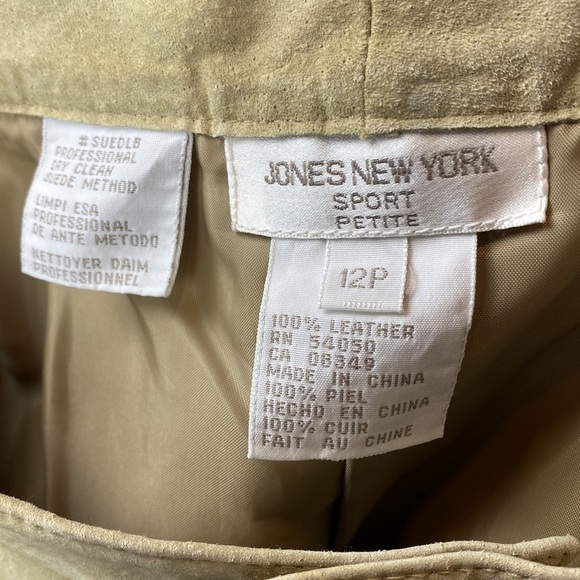 #SUEDLB
PROFESSIONAL
DRY CLEAN
SUEDE METHOD
LIMPI ESA
PROFESSIONAL
DE ANTE METODO
NETTOYER DAIM
PROFESSIONNEL
JONES NEW YORK
SPORT
PETITE
12P
100% LEATHER
RN 54050
CA 06349
MADE IN CHINA
100% PIEL
HECHO EN CHINA
100% CUIR
FAIT AU CHINE